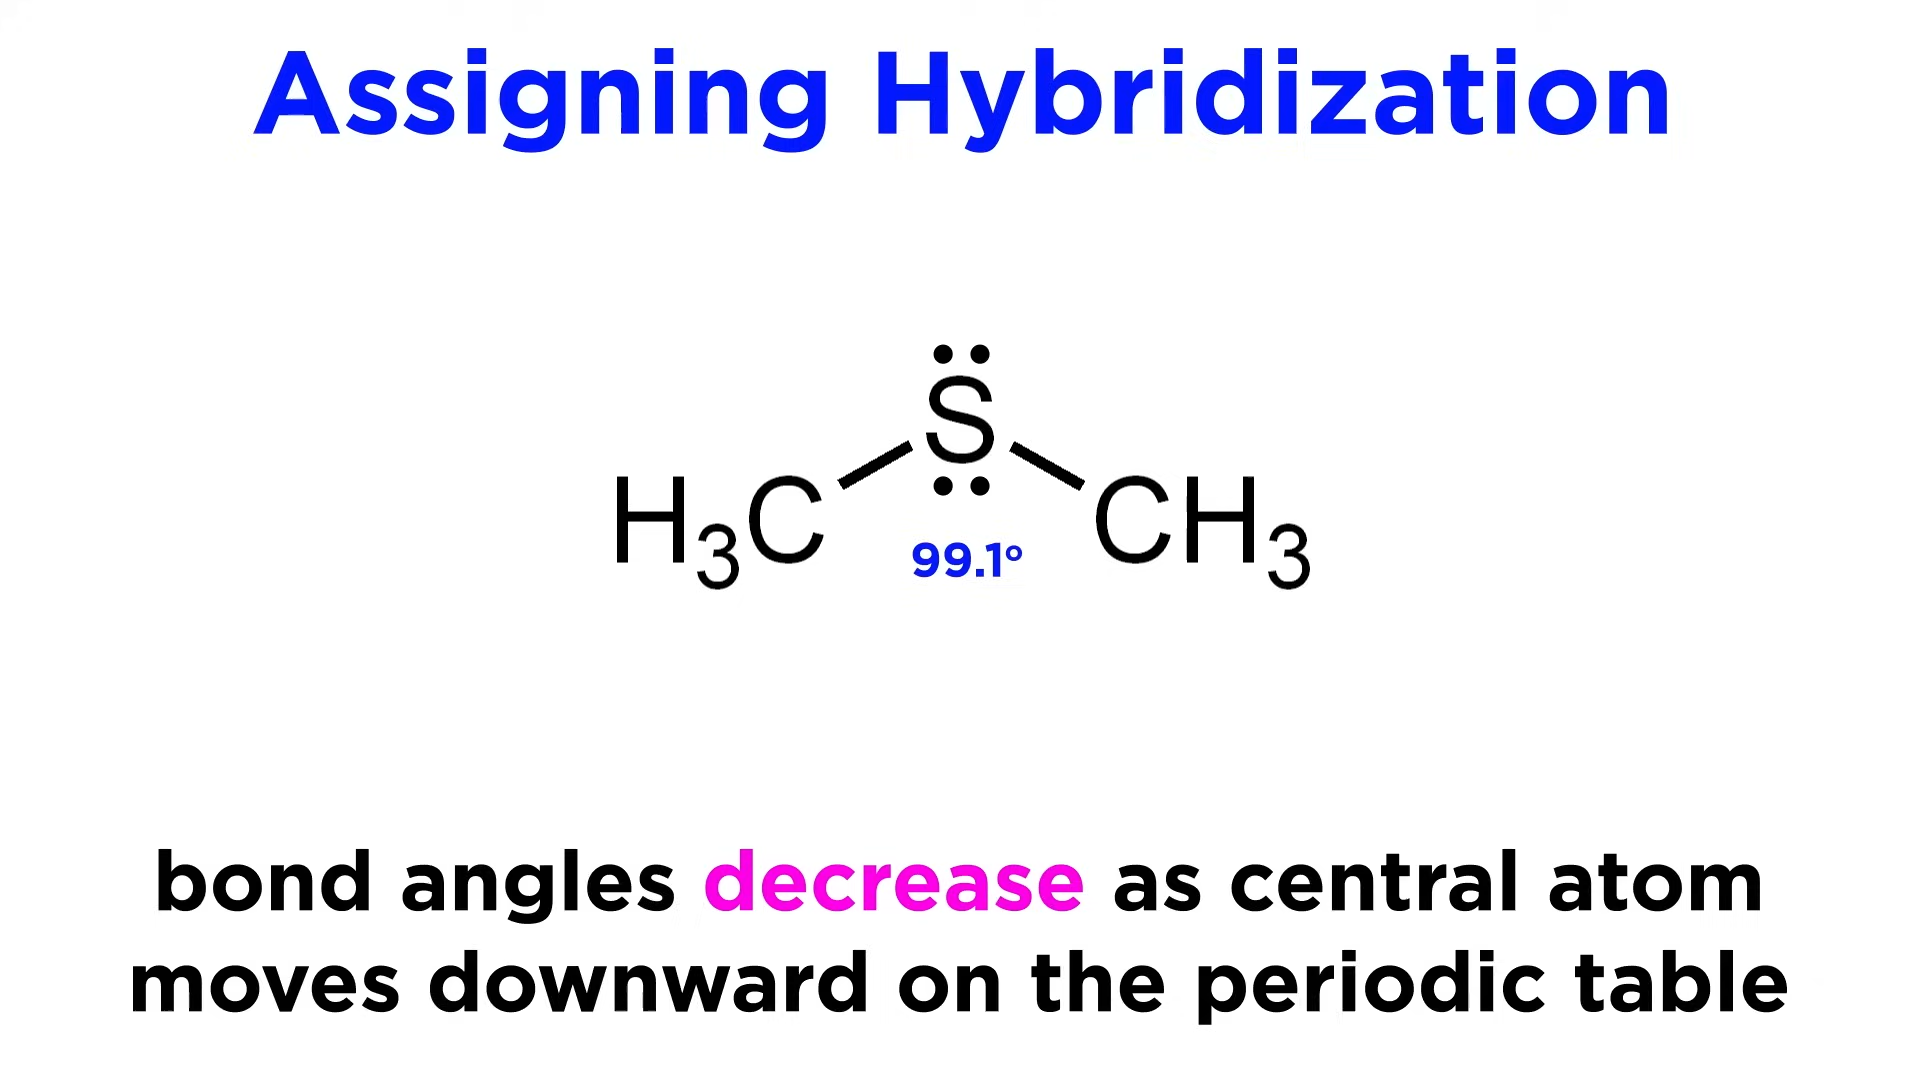 Assigning Hybridization
S
H₃C CH₃
99.1°
bond angles decrease as central atom
moves downward on the periodic table